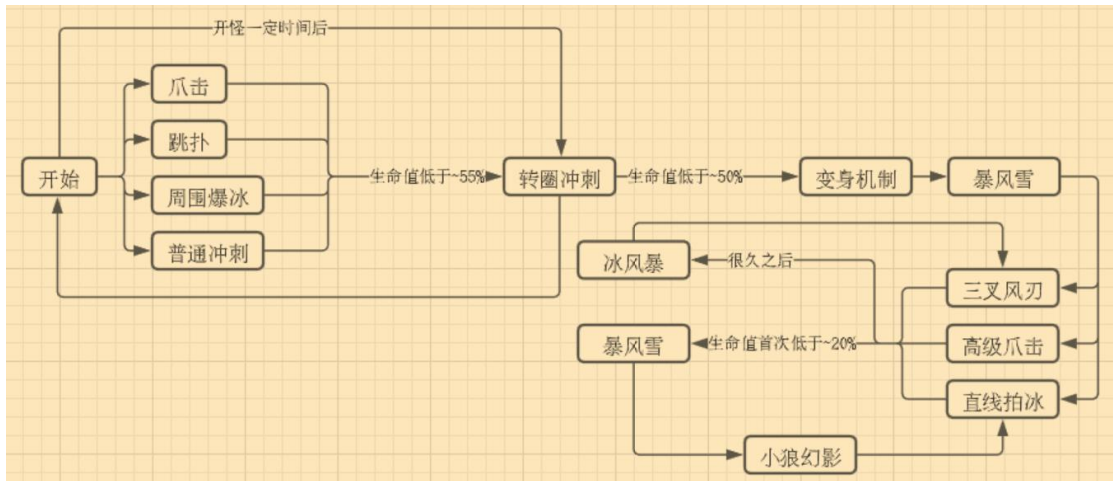 开怪一定时间后
爪击
跳扑
开始
生命值低于~55%
转圈冲刺
生命值低于~50%
变身机制
暴风雪
周围爆冰
普通冲刺
冰风暴
很久之后
三叉风刃
暴风雪
生命值首次低于~20%
高级爪击
直线拍冰
小狼幻影